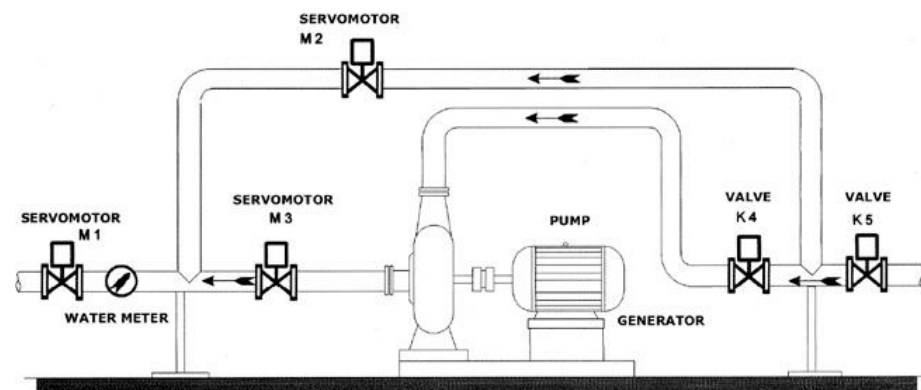 SERVOMOTOR
M 2
SERVOMOTOR
M 1
SERVOMOTOR
M 3
PUMP
VALVE
K 4
VALVE
K 5
WATER METER
GENERATOR